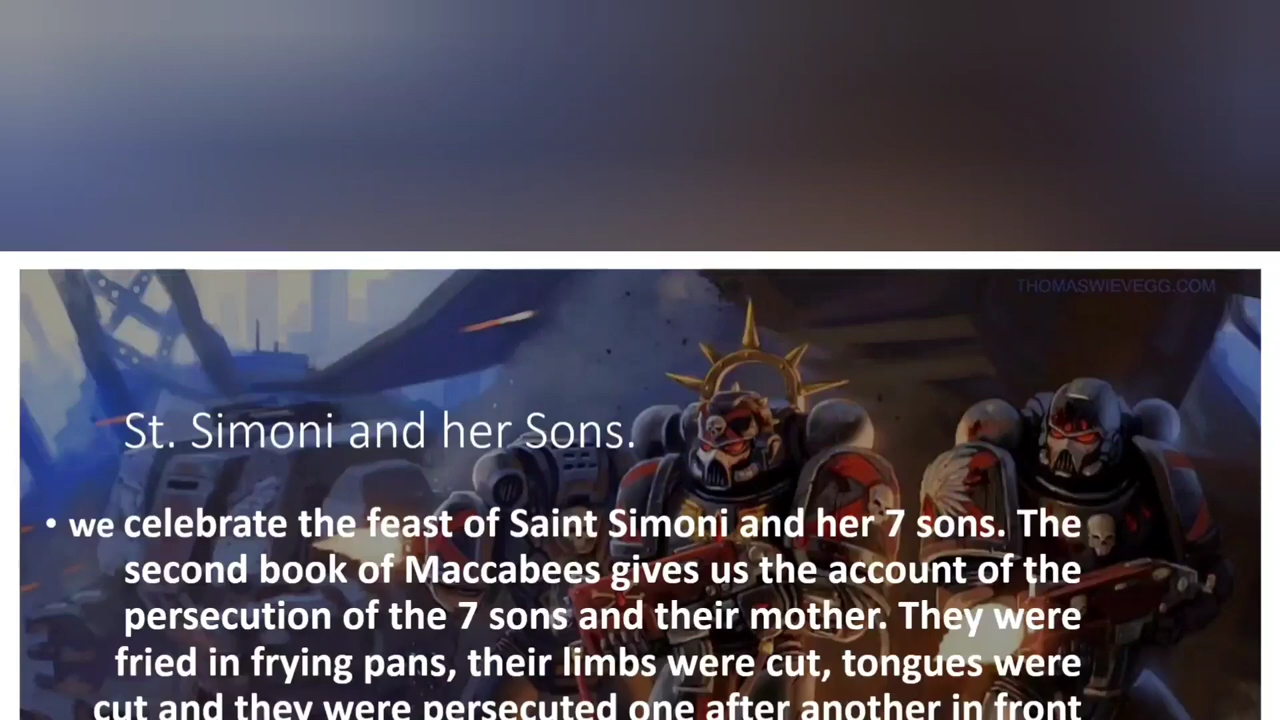 THOMASWIEVEGG.COM
St. Simoni and her Sons.
• we celebrate the feast of Saint Simoni and her 7 sons. The
second book of Maccabees gives us the account of the
persecution of the 7 sons and their mother. They were
fried in frying pans, their limbs were cut, tongues were
cut and they were persecuted one after another in front